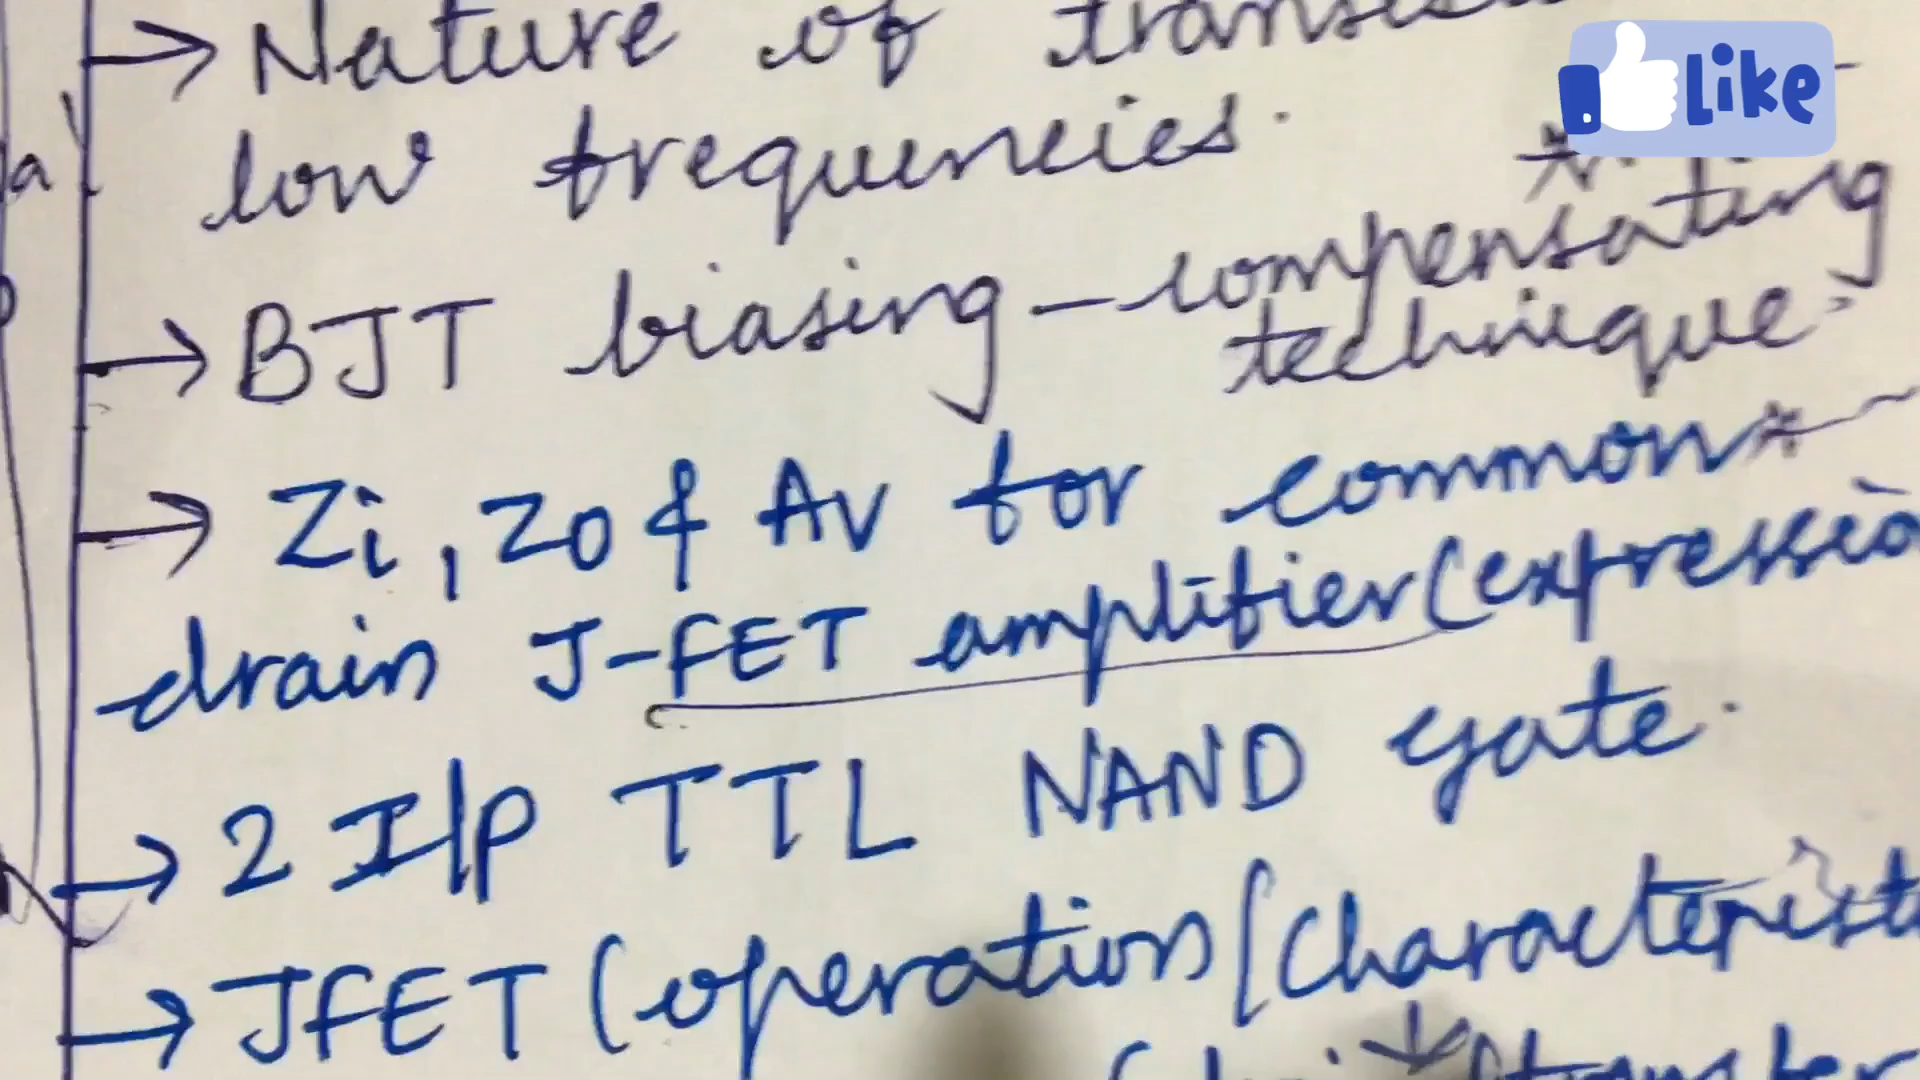 → Nature of
Like
low frequencies.
a
→ BJT biasing - compensating
technique
→ Zi, Zo & Av for common
drain J-FET amplifier (expressio
→ 2 I/p TTL NAND gate.
→ JFET (operation/characterist
transfer